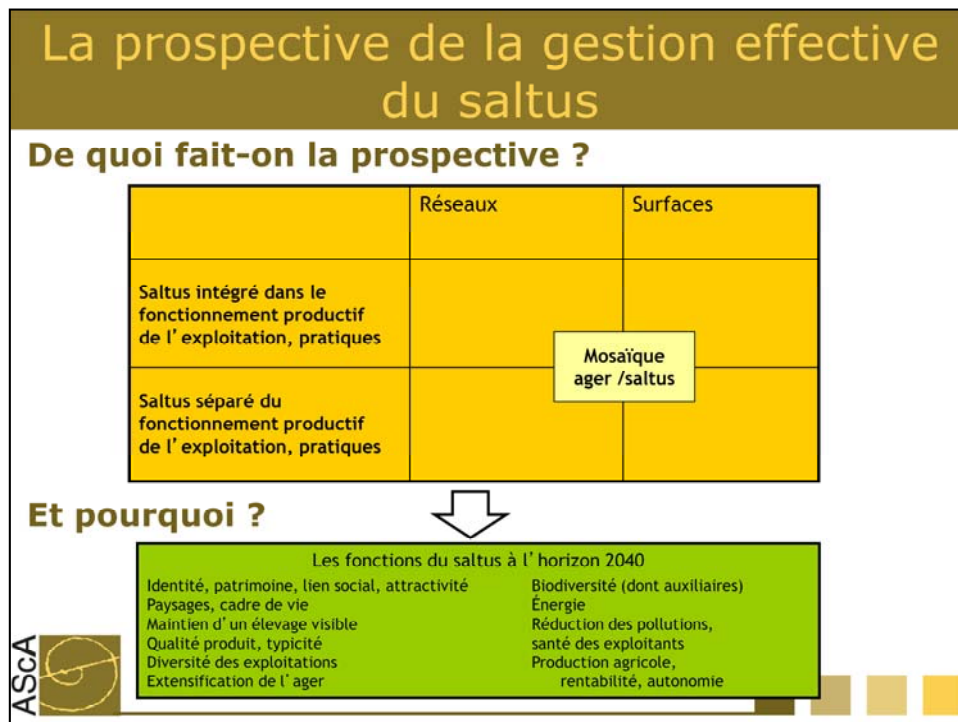 La prospective de la gestion effective
du saltus
De quoi fait-on la prospective ?
Réseaux
Surfaces
Saltus intégré dans le
fonctionnement productif
de l’exploitation, pratiques
Mosaïque
ager /saltus
Saltus séparé du
fonctionnement productif
de l’exploitation, pratiques
Et pourquoi ?
Les fonctions du saltus à l’horizon 2040
Identité, patrimoine, lien social, attractivité
Paysages, cadre de vie
Maintien d’un élevage visible
Qualité produit, typicité
Diversité des exploitations
Extensification de l’ager
Biodiversité (dont auxiliaires)
Énergie
Réduction des pollutions,
santé des exploitants
Production agricole,
rentabilité, autonomie
AScA